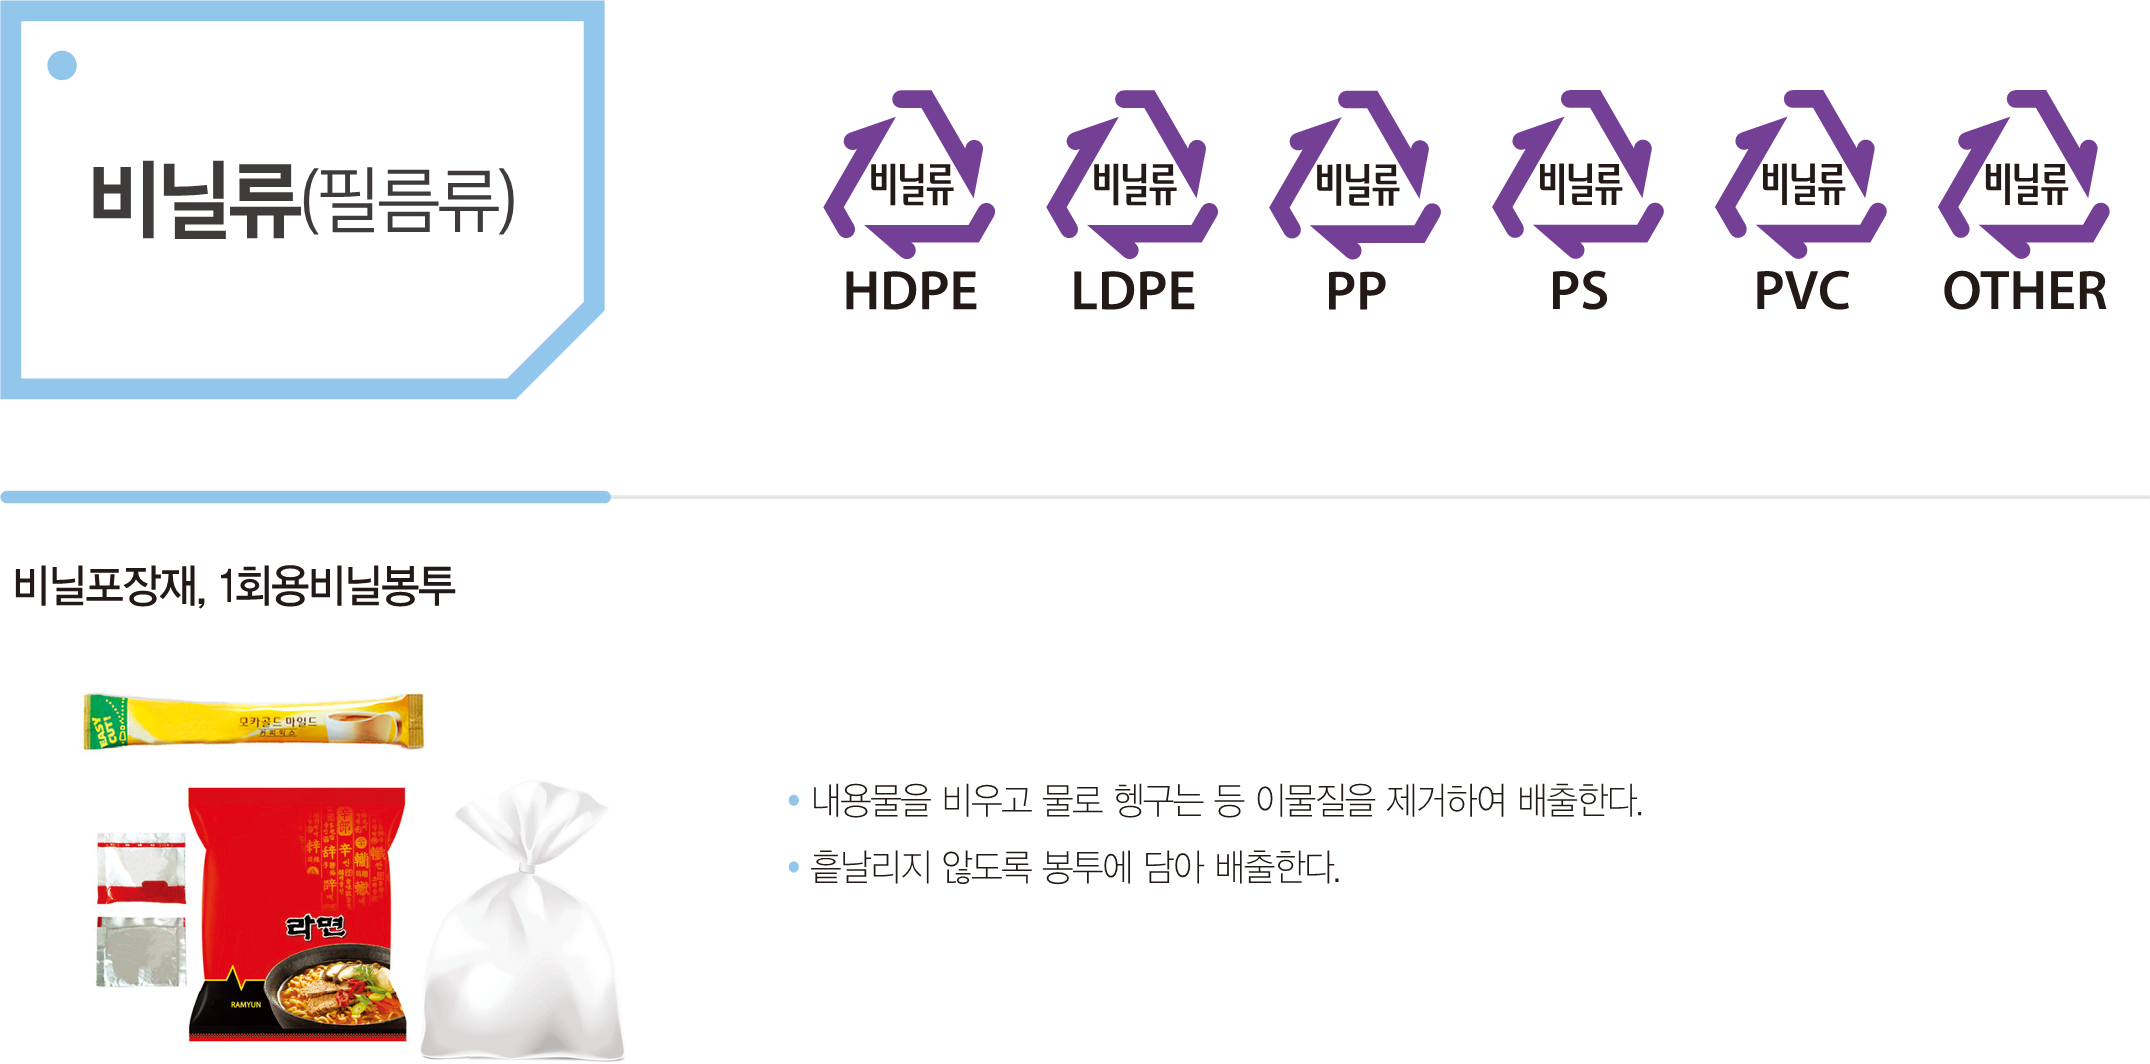 비닐류(필름류)
비닐류 비닐류 비닐류 비닐류 비닐류 비닐류
HDPE LDPE PP PS PVC OTHER
비닐포장재, 1회용비닐봉투
EASY CUT!
모카골드 마일드
커피믹스
라면
RAMYUN
• 내용물을 비우고 물로 헹구는 등 이물질을 제거하여 배출한다.
• 흩날리지 않도록 봉투에 담아 배출한다.